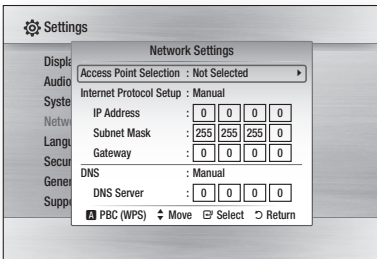 Settings
Network Settings
Access Point Selection : Not Selected
Internet Protocol Setup : Manual
IP Address : 0 0 0 0
Subnet Mask : 255 255 255 0
Gateway : 0 0 0 0
DNS : Manual
DNS Server : 0 0 0 0
A PBC (WPS) Move Select Return
Displa
Audio
Syste
Netw
Langu
Secur
Gener
Suppo